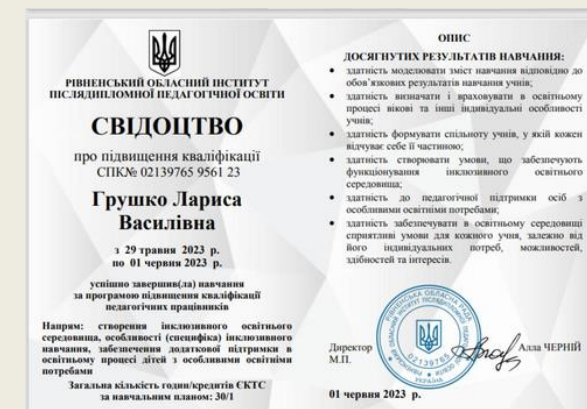 РІВНЕНСЬКИЙ ОБЛАСНИЙ ІНСТИТУТ
ПІСЛЯДИПЛОМНОЇ ПЕДАГОГІЧНОЇ ОСВІТИ
СВІДОЦТВО
про підвищення кваліфікації
СПК№ 02139765 9561 23
Грушко Лариса
Василівна
з 29 травня 2023 р.
по 01 червня 2023 р.
успішно завершив(ла) навчання
за програмою підвищення кваліфікації
педагогічних працівників
Напрям: створення інклюзивного освітнього
середовища, особливості (специфіка) інклюзивного
навчання, забезпечення додаткової підтримки в
освітньому процесі дітей з особливими освітніми
потребами
Загальна кількість годин/кредитів ЄКТС
за навчальним планом: 30/1
ОПИС
ДОСЯГНУТИХ РЕЗУЛЬТАТІВ НАВЧАННЯ:
• здатність моделювати зміст навчання відповідно до
обов'язкових результатів навчання учнів;
• здатність визначати і враховувати в освітньому
процесі вікові та інші індивідуальні особливості
учнів;
• здатність формувати спільноту учнів, у якій кожен
відчуває себе її частиною;
• здатність створювати умови, що забезпечують
функціонування інклюзивного освітнього
середовища;
• здатність до педагогічної підтримки осіб з
особливими освітніми потребами;
• здатність забезпечувати в освітньому середовищі
сприятливі умови для кожного учня, залежно від
його індивідуальних потреб, можливостей,
здібностей та інтересів.
Директор
М.П.
Алла ЧЕРНІЙ
02139765
УКРАЇНА
01 червня 2023 р.